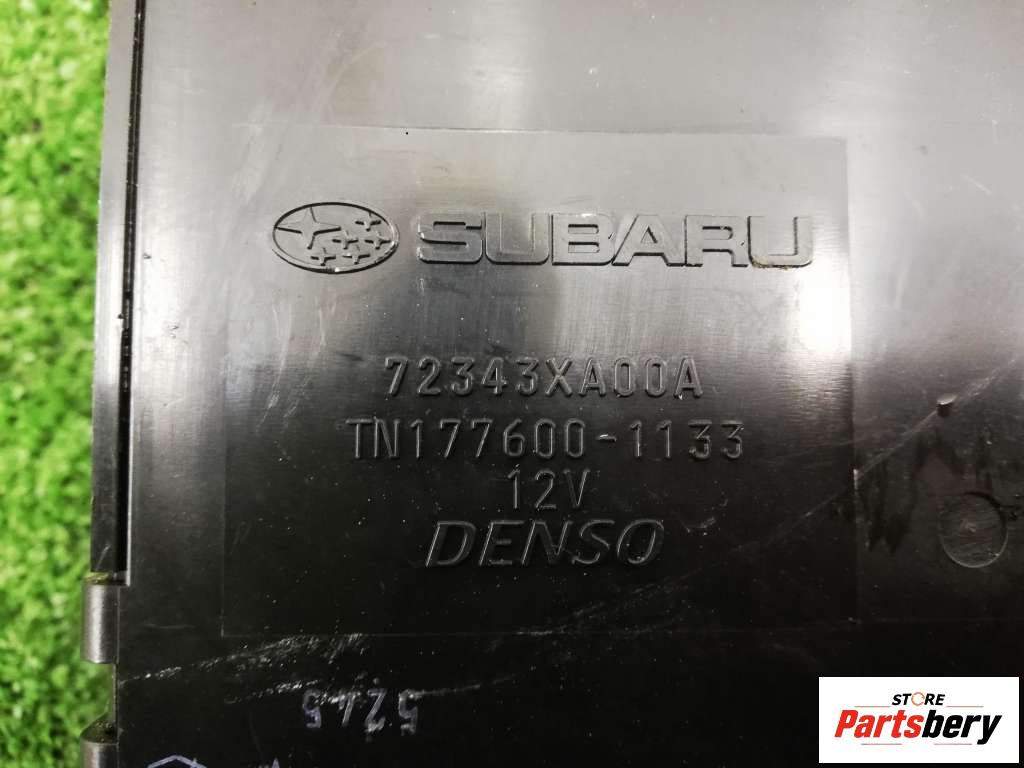 SUBARU
72343XA00A
TN177600-1133
12V
DENSO
5245
STORE
Partsbery